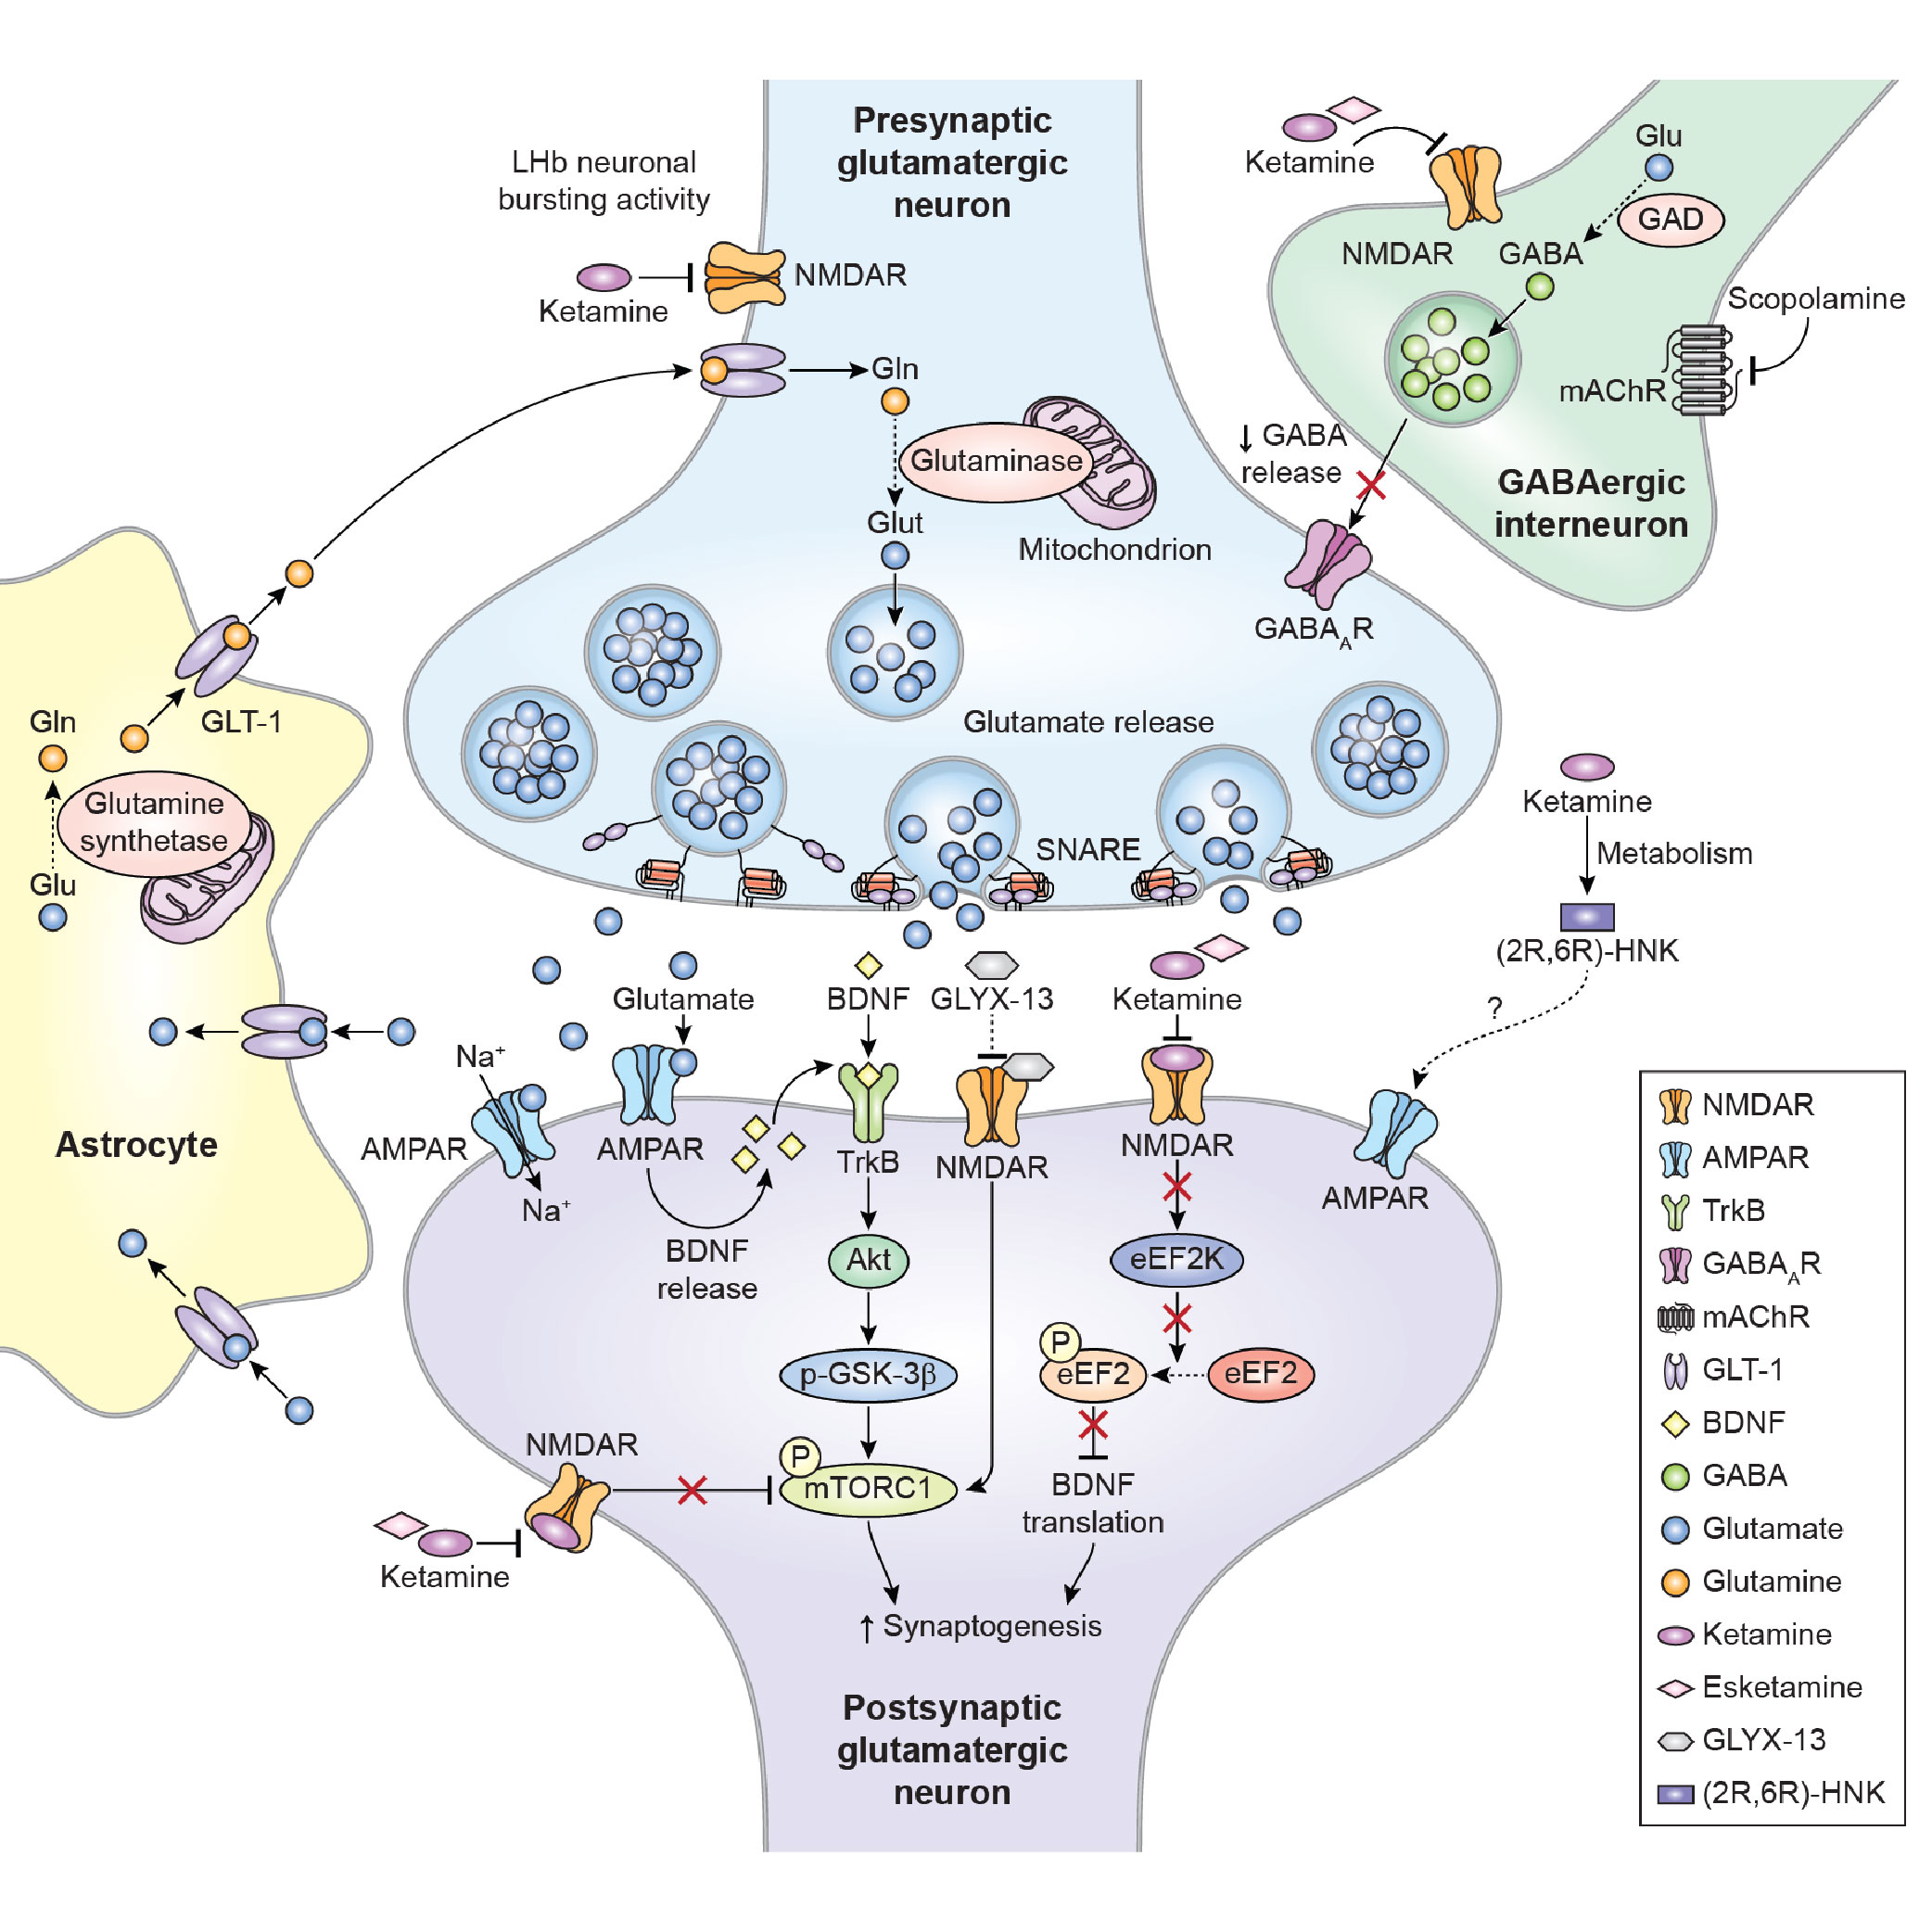 Presynaptic
glutamatergic
neuron
LHb neuronal
bursting activity
Ketamine
NMDAR
Gln
Glutaminase
Glut
Mitochondrion
Ketamine
NMDAR
Glu
GAD
GABA
Scopolamine
mAChR
↓ GABA
release
GABAergic
interneuron
GABAAR
Gln
GLT-1
Glutamine
synthetase
Glu
Astrocyte
Glutamate release
SNARE
Ketamine
Metabolism
(2R,6R)-HNK
?
Glutamate
BDNF
GLYX-13
Ketamine
Na+
AMPAR
Na+
AMPAR
BDNF
release
TrkB
NMDAR
NMDAR
AMPAR
Akt
eEF2K
p-GSK-3β
P
eEF2
eEF2
NMDAR
P
mTORC1
BDNF
translation
Ketamine
↑ Synaptogenesis
Postsynaptic
glutamatergic
neuron
NMDAR
AMPAR
TrkB
GABAAR
mAChR
GLT-1
BDNF
GABA
Glutamate
Glutamine
Ketamine
Esketamine
GLYX-13
(2R,6R)-HNK